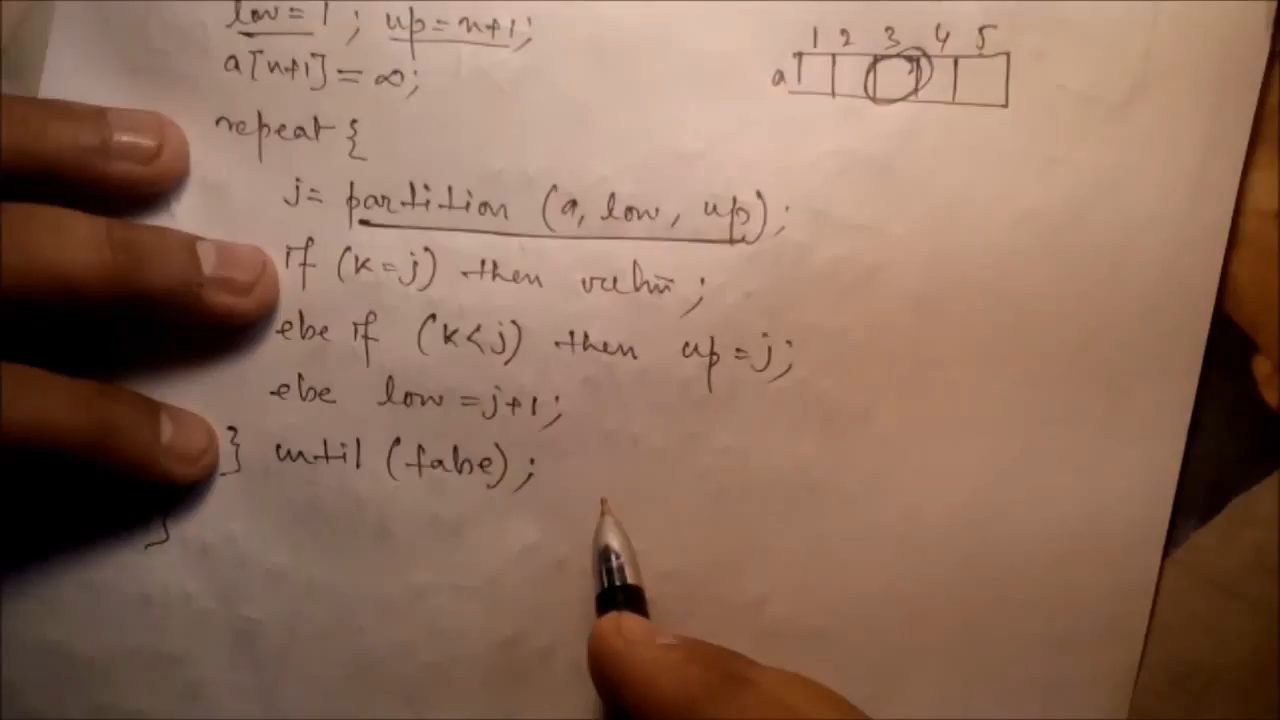 low = 1 ; up = n+1 ;
a[n+1] = ∞ ;
repeat {
j = partition (a, low, up) ;
if (k = j) then return ;
else if (k < j) then up = j ;
else low = j+1 ;
} until (false) ;
}
1 2 3 4 5
a